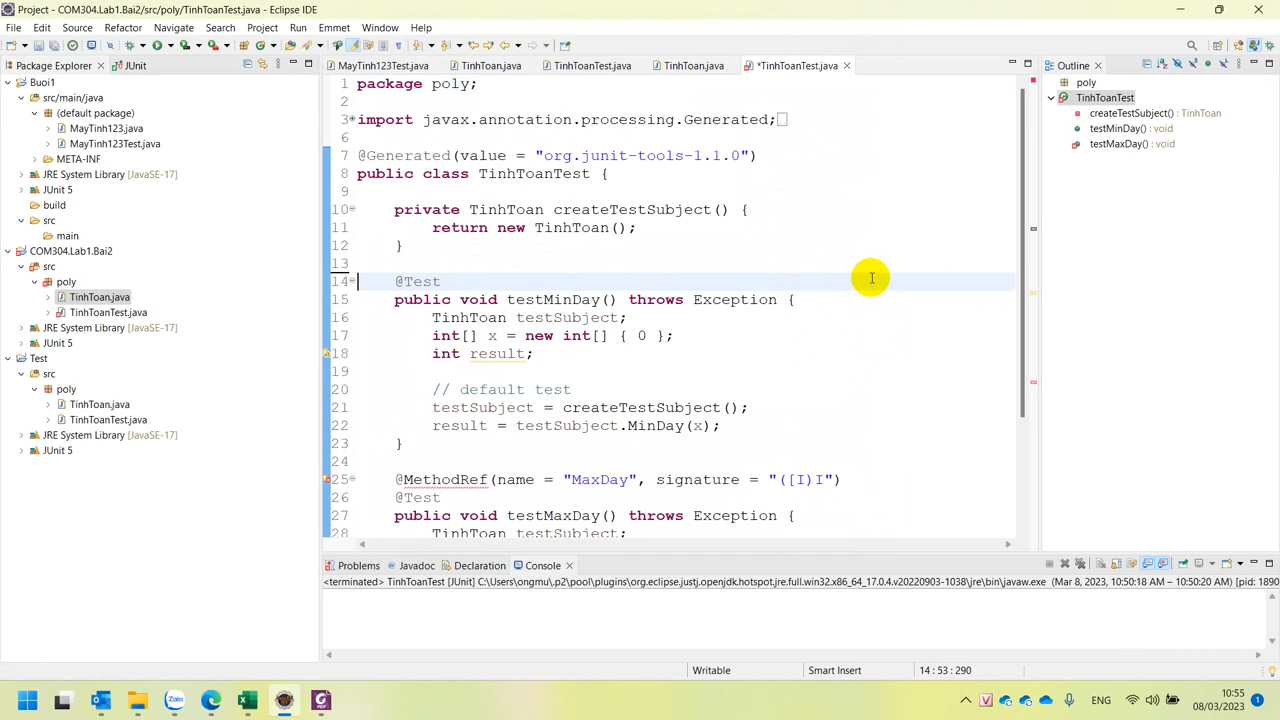 Project - COM304.Lab1.Bai2/src/poly/TinhToanTest.java - Eclipse IDE
File Edit Source Refactor Navigate Search Project Run Emmet Window Help
Package Explorer JUnit
MayTinh123Test.java TinhToan.java TinhToanTest.java TinhToan.java *TinhToanTest.java
Outline
Buoi1
src/main/java
(default package)
MayTinh123.java
MayTinh123Test.java
META-INF
JRE System Library [JavaSE-17]
JUnit 5
build
src
main
COM304.Lab1.Bai2
src
poly
TinhToan.java
TinhToanTest.java
JRE System Library [JavaSE-17]
JUnit 5
Test
src
poly
TinhToan.java
TinhToanTest.java
JRE System Library [JavaSE-17]
JUnit 5
1 package poly;
2
3 import javax.annotation.processing.Generated;
6
7 @Generated(value = "org.junit-tools-1.1.0")
8 public class TinhToanTest {
9
10 private TinhToan createTestSubject() {
11 return new TinhToan();
12 }
13
14 @Test
15 public void testMinDay() throws Exception {
16 TinhToan testSubject;
17 int[] x = new int[] { 0 };
18 int result;
19
20 // default test
21 testSubject = createTestSubject();
22 result = testSubject.MinDay(x);
23 }
24
25 @MethodRef(name = "MaxDay", signature = "([I)I")
26 @Test
27 public void testMaxDay() throws Exception {
28 TinhToan testSubject;
poly
TinhToanTest
createTestSubject() : TinhToan
testMinDay() : void
testMaxDay() : void
Problems Javadoc Declaration Console
<terminated> TinhToanTest [JUnit] C:\Users\ongmu\.p2\pool\plugins\org.eclipse.justj.openjdk.hotspot.jre.full.win32.x86_64_17.0.4.v20220903-1038\jre\bin\javaw.exe (Mar 8, 2023, 10:50:18 AM – 10:50:20 AM) [pid: 1890
Writable Smart Insert 14 : 53 : 290
Zalo
ENG
10:55
08/03/2023
1